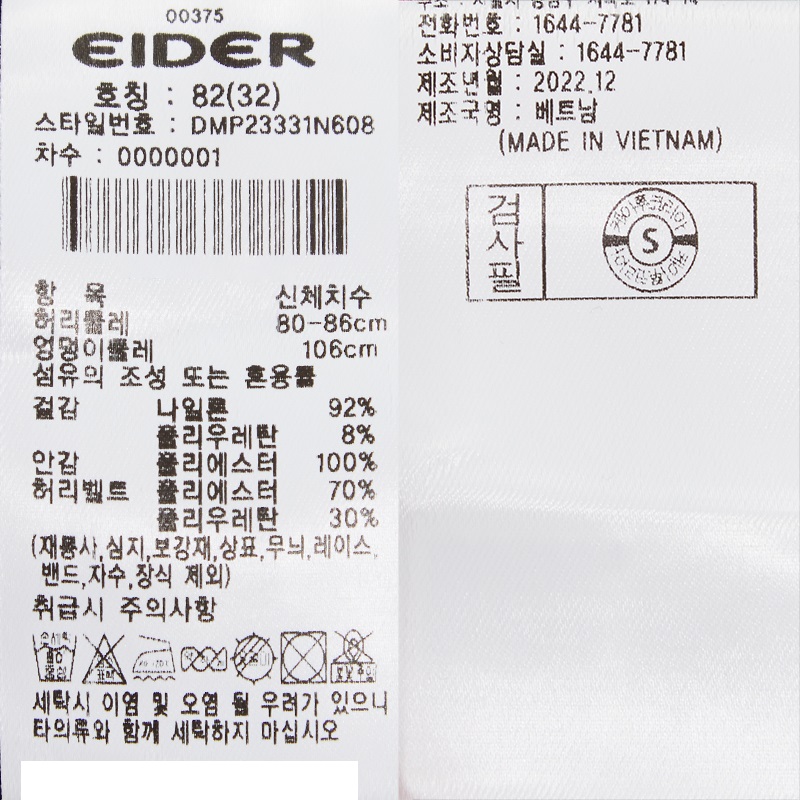 00375
EIDER
호칭 : 82(32)
스타일번호 : DMP23331N608
차수 : 0000001
항 목 신체치수
허리둘레 80-86cm
엉덩이둘레 106cm
섬유의 조성 또는 혼용률
겉감 나일론 92%
폴리우레탄 8%
안감 폴리에스터 100%
허리벨트 폴리에스터 70%
폴리우레탄 30%
(재봉사,심지,보강재,상표,무늬,레이스,
밴드,자수,장식 제외)
취급시 주의사항
손세탁
세탁시 이염 및 오염 될 우려가 있으니
타의류와 함께 세탁하지 마십시오
전화번호 : 1644-7781
소비자상담실 : 1644-7781
제조년월 : 2022.12
제조국명 : 베트남
(MADE IN VIETNAM)
검사필
S